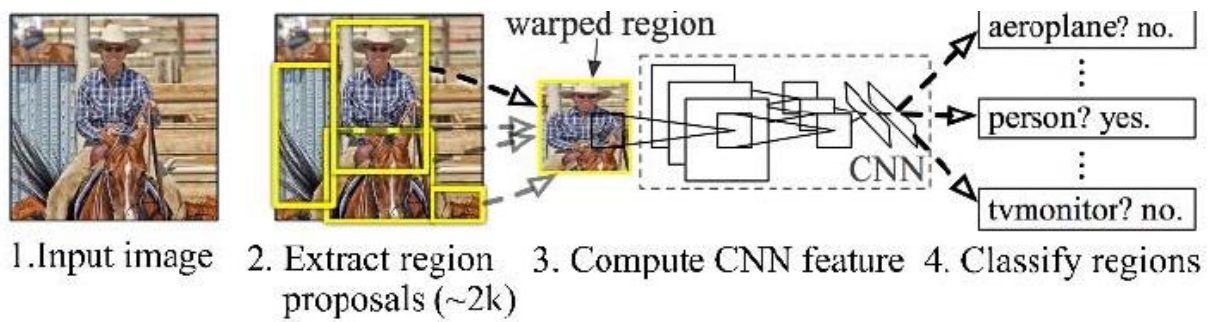 warped region
aeroplane? no.
person? yes.
CNN
tvmonitor? no.
1.Input image
2. Extract region
proposals (~2k)
3. Compute CNN feature
4. Classify regions